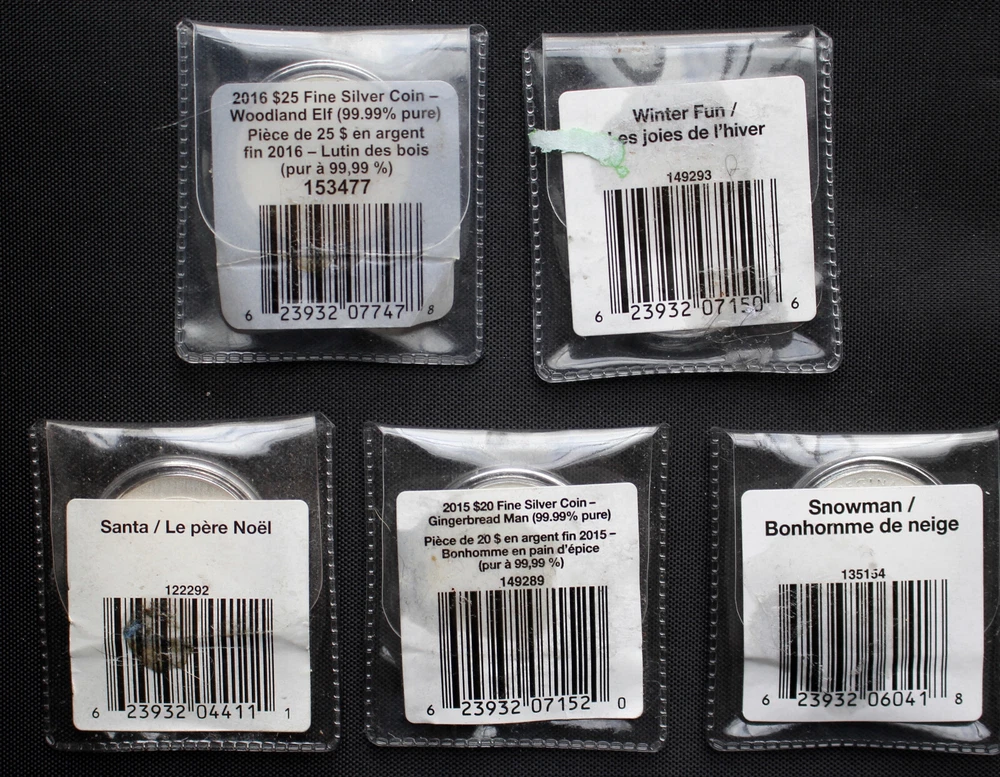 2016 $25 Fine Silver Coin –
Woodland Elf (99.99% pure)
Pièce de 25 $ en argent
fin 2016 – Lutin des bois
(pur à 99,99 %)
153477
6 23932 07747 8
Winter Fun /
Les joies de l'hiver
149293
6 23932 07150 6
Santa / Le père Noël
122292
6 23932 04411 1
2015 $20 Fine Silver Coin –
Gingerbread Man (99.99% pure)
Pièce de 20 $ en argent fin 2015 –
Bonhomme en pain d'épice
(pur à 99,99 %)
149289
6 23932 07152 0
Snowman /
Bonhomme de neige
135154
6 23932 06041 8